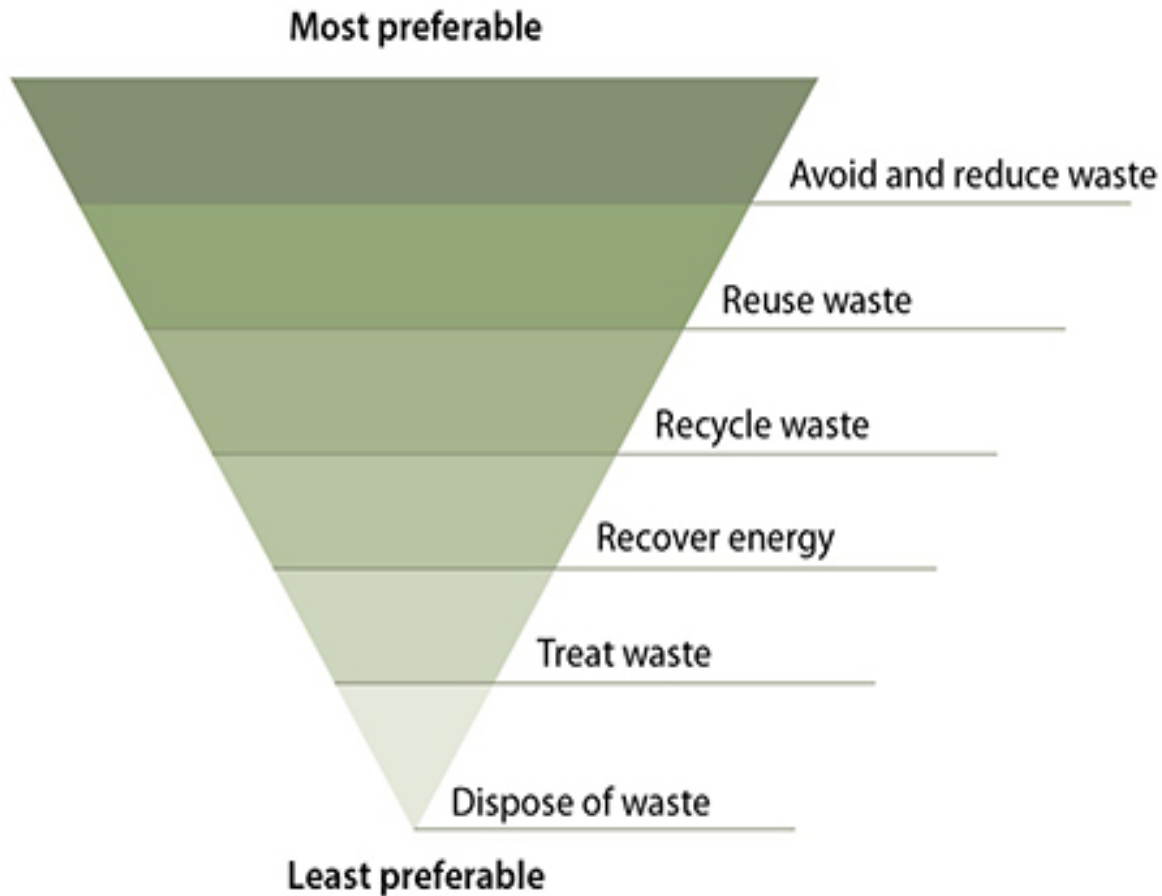 Most preferable
Avoid and reduce waste
Reuse waste
Recycle waste
Recover energy
Treat waste
Dispose of waste
Least preferable